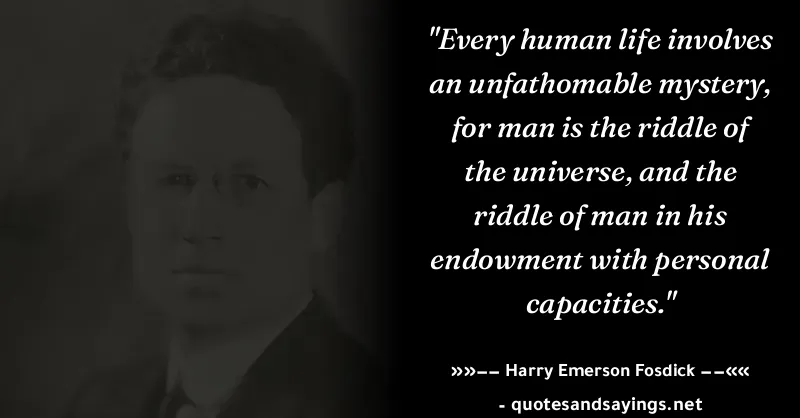 "Every human life involves
an unfathomable mystery,
for man is the riddle of
the universe, and the
riddle of man in his
endowment with personal
capacities."
»»—— Harry Emerson Fosdick ——««
- quotesandsayings.net